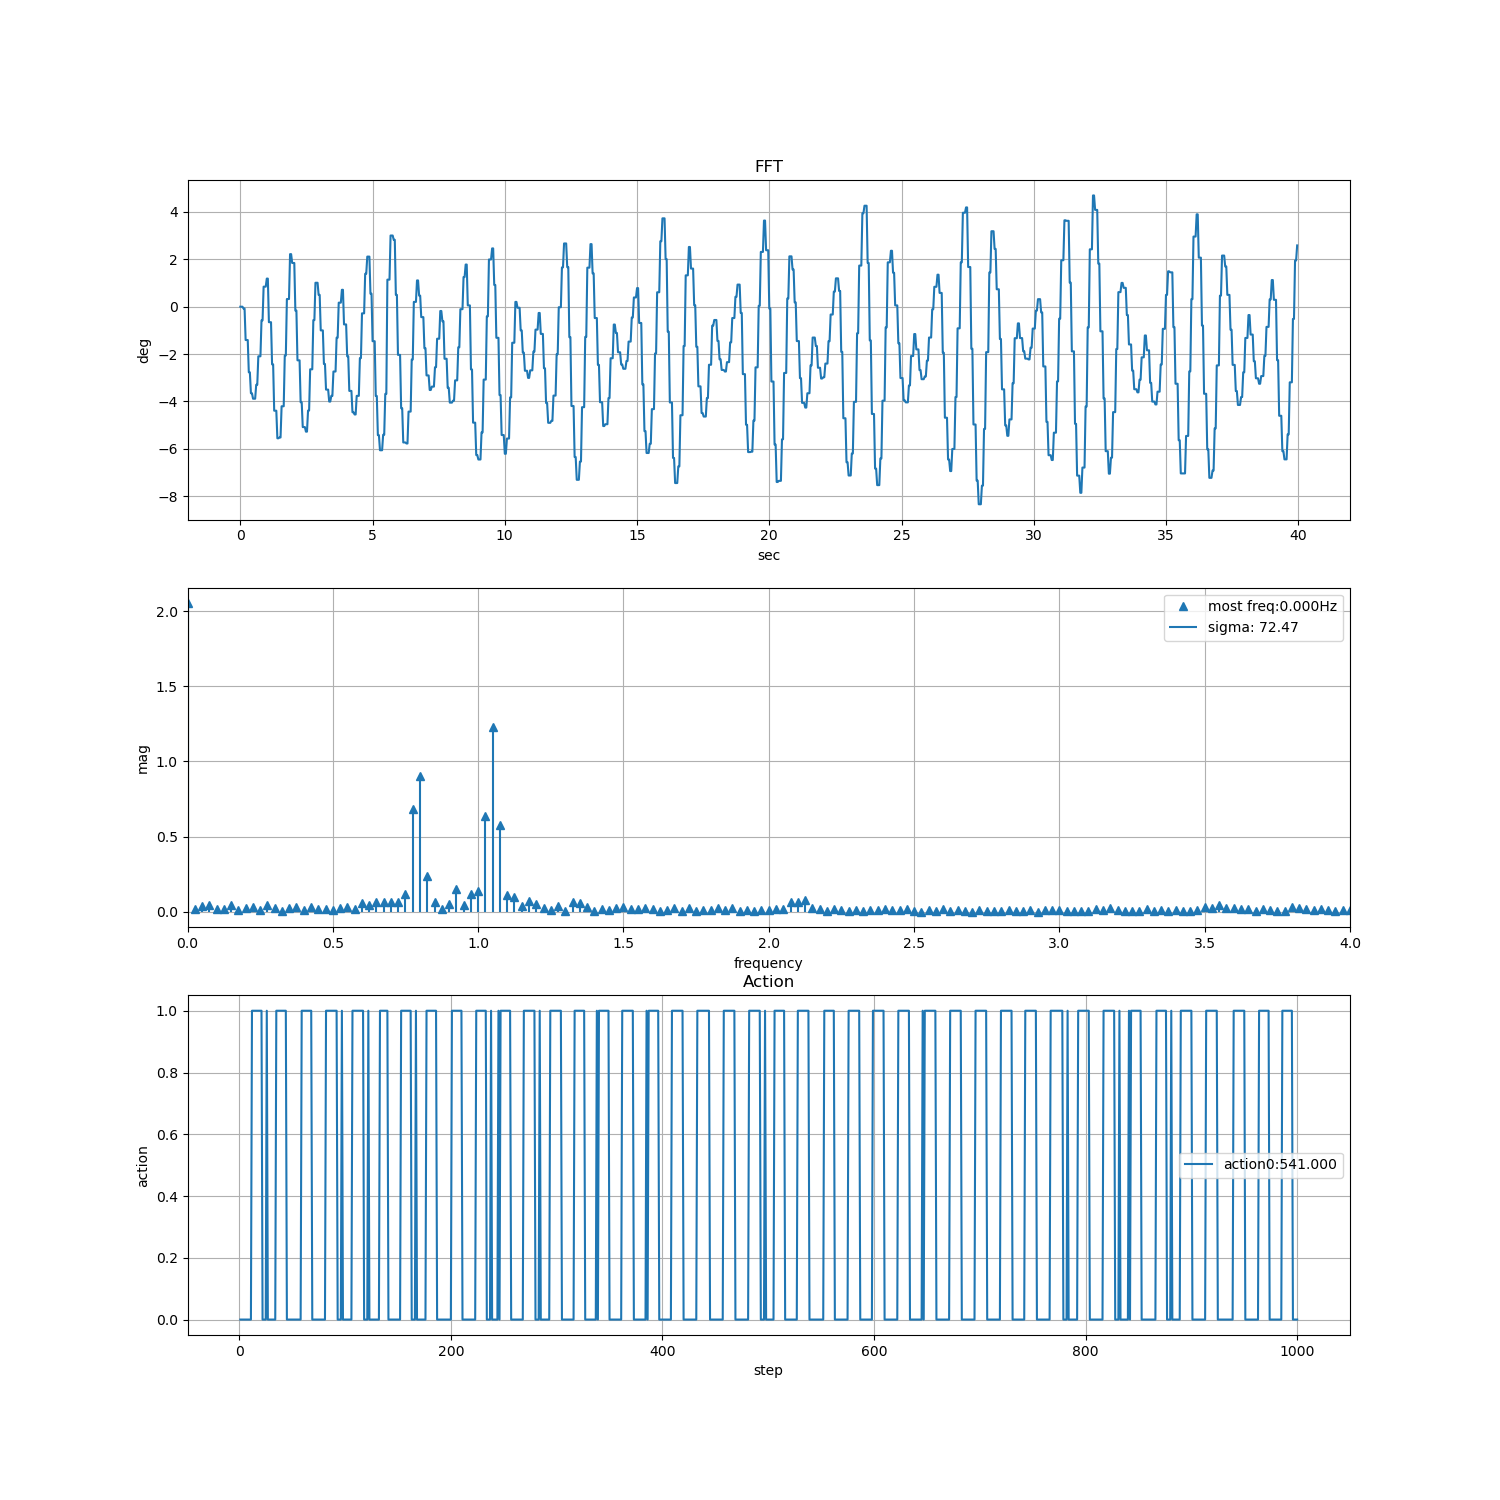 FFT
4
2
0
−2
−4
−6
−8
deg
0 5 10 15 20 25 30 35 40
sec
most freq:0.000Hz
sigma: 72.47
2.0
1.5
1.0
0.5
0.0
mag
0.0 0.5 1.0 1.5 2.0 2.5 3.0 3.5 4.0
frequency
Action
1.0
0.8
0.6
0.4
0.2
0.0
action
action0:541.000
0 200 400 600 800 1000
step